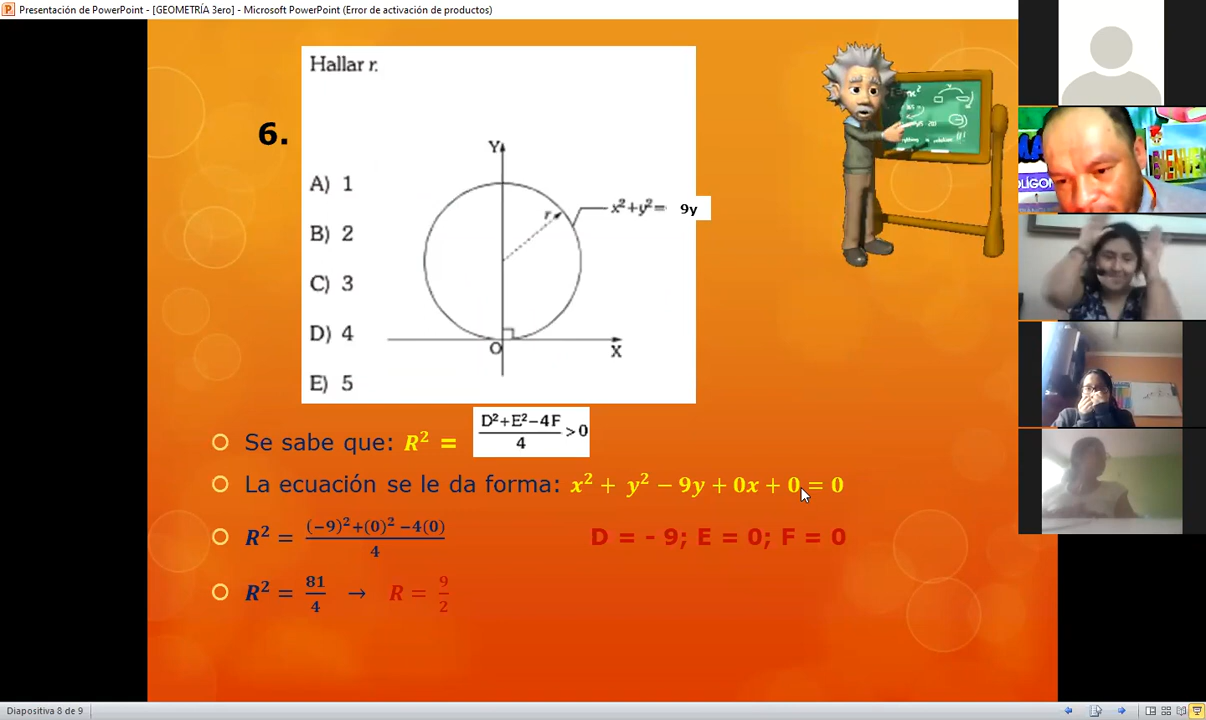 Presentación de PowerPoint - [GEOMETRÍA 3ero] - Microsoft PowerPoint (Error de activación de productos)
Hallar r.
6.
Y
A) 1
r
x²+y²= 9y
B) 2
C) 3
D) 4
O
X
E) 5
Se sabe que: R² = D²+E²−4F / 4 >0
La ecuación se le da forma: x² + y² − 9y + 0x + 0 = 0
R² = (−9)²+(0)² −4(0) / 4
D = - 9; E = 0; F = 0
R² = 81/4 → R = 9/2
BIENVE
Diapositiva 8 de 9